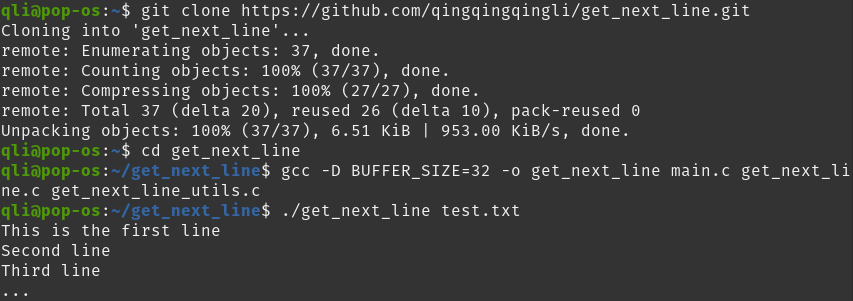 qli@pop-os:~$ git clone https://github.com/qingqingqingli/get_next_line.git
Cloning into 'get_next_line'...
remote: Enumerating objects: 37, done.
remote: Counting objects: 100% (37/37), done.
remote: Compressing objects: 100% (27/27), done.
remote: Total 37 (delta 20), reused 26 (delta 10), pack-reused 0
Unpacking objects: 100% (37/37), 6.51 KiB | 953.00 KiB/s, done.
qli@pop-os:~$ cd get_next_line
qli@pop-os:~/get_next_line$ gcc -D BUFFER_SIZE=32 -o get_next_line main.c get_next_li
ne.c get_next_line_utils.c
qli@pop-os:~/get_next_line$ ./get_next_line test.txt
This is the first line
Second line
Third line
...